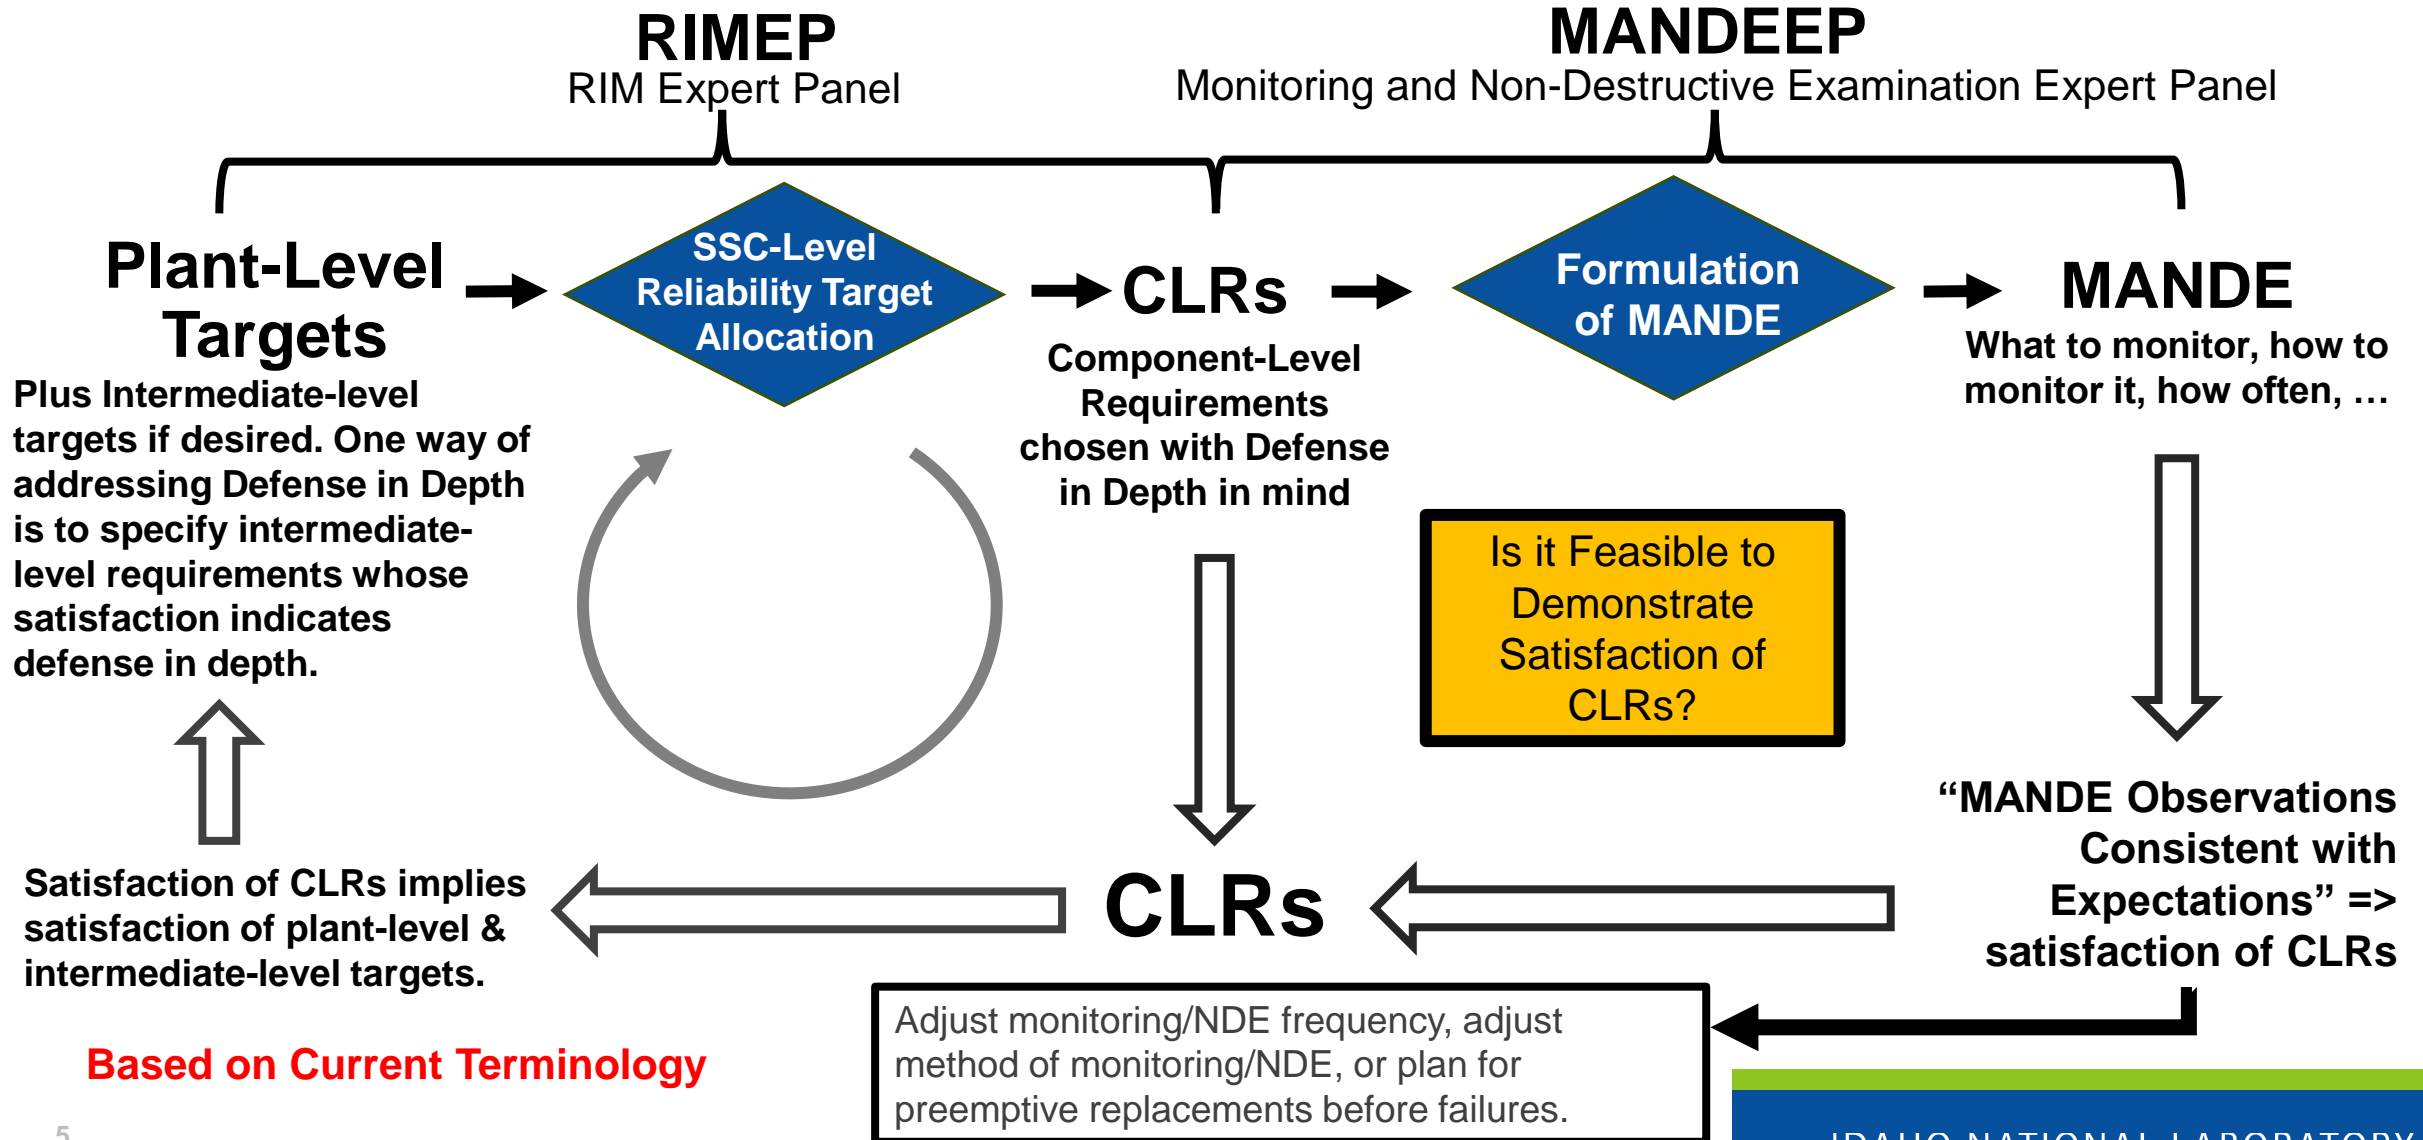 RIMEP
RIM Expert Panel
MANDEEP
Monitoring and Non-Destructive Examination Expert Panel
Plant-Level
Targets
Plus Intermediate-level
targets if desired. One way of
addressing Defense in Depth
is to specify intermediate-
level requirements whose
satisfaction indicates
defense in depth.
SSC-Level
Reliability Target
Allocation
CLRs
Component-Level
Requirements
chosen with Defense
in Depth in mind
Formulation
of MANDE
MANDE
What to monitor, how to
monitor it, how often, …
Is it Feasible to
Demonstrate
Satisfaction of
CLRs?
“MANDE Observations
Consistent with
Expectations” =>
satisfaction of CLRs
CLRs
Satisfaction of CLRs implies
satisfaction of plant-level &
intermediate-level targets.
Adjust monitoring/NDE frequency, adjust
method of monitoring/NDE, or plan for
preemptive replacements before failures.
Based on Current Terminology
5
IDAHO NATIONAL LABORATORY